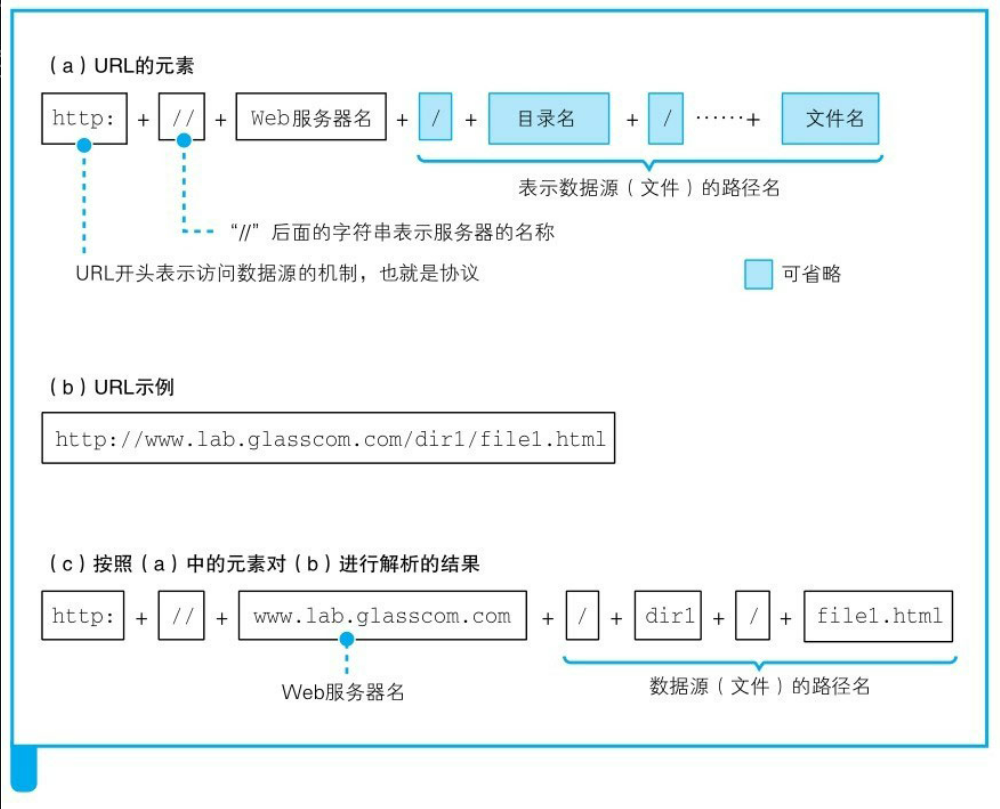 （a）URL的元素
http: + // + Web服务器名 + / + 目录名 + / ……+ 文件名
表示数据源（文件）的路径名
“//”后面的字符串表示服务器的名称
URL开头表示访问数据源的机制，也就是协议
可省略
（b）URL示例
http://www.lab.glasscom.com/dir1/file1.html
（c）按照（a）中的元素对（b）进行解析的结果
http: + // + www.lab.glasscom.com + / + dir1 + / + file1.html
Web服务器名
数据源（文件）的路径名